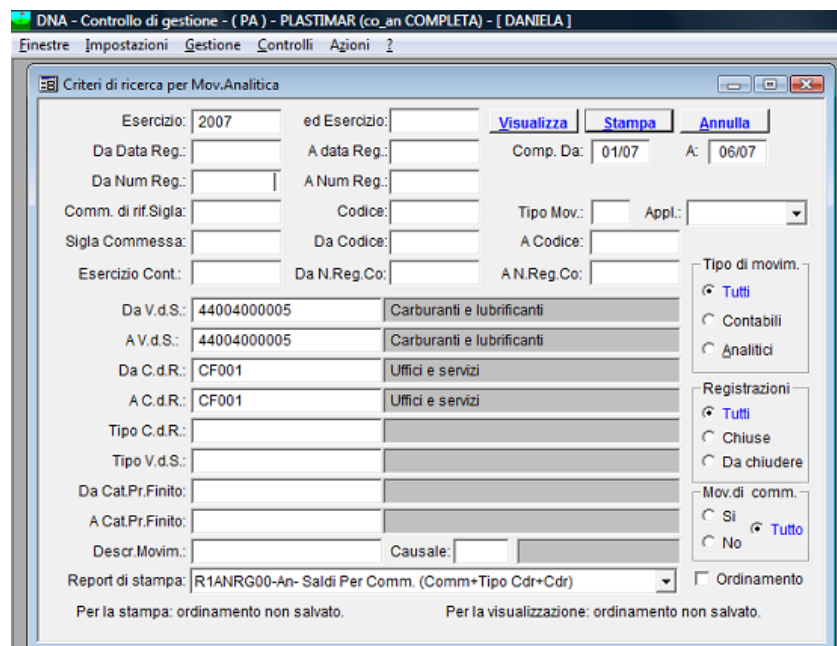 DNA - Controllo di gestione - ( PA ) - PLASTIMAR (co_an COMPLETA) - [ DANIELA ]
Finestre Impostazioni Gestione Controlli Azioni ?
Criteri di ricerca per Mov.Analitica
Esercizio: 2007 ed Esercizio: Visualizza Stampa Annulla
Da Data Reg.: A data Reg.: Comp. Da: 01/07 A: 06/07
Da Num Reg.: A Num Reg.:
Comm. di rif.Sigla: Codice: Tipo Mov.: Appl.:
Sigla Commessa: Da Codice: A Codice:
Esercizio Cont.: Da N.Reg.Co: A N.Reg.Co:
Tipo di movim.
Tutti
Contabili
Analitici
Da V.d.S.: 44004000005 Carburanti e lubrificanti
A V.d.S.: 44004000005 Carburanti e lubrificanti
Da C.d.R.: CF001 Uffici e servizi
A C.d.R.: CF001 Uffici e servizi
Tipo C.d.R.:
Tipo V.d.S.:
Da Cat.Pr.Finito:
A Cat.Pr.Finito:
Descr.Movim.: Causale:
Registrazioni
Tutti
Chiuse
Da chiudere
Mov.di comm.
Si
Tutto
No
Report di stampa: R1ANRG00-An- Saldi Per Comm. (Comm+Tipo Cdr+Cdr) Ordinamento
Per la stampa: ordinamento non salvato. Per la visualizzazione: ordinamento non salvato.